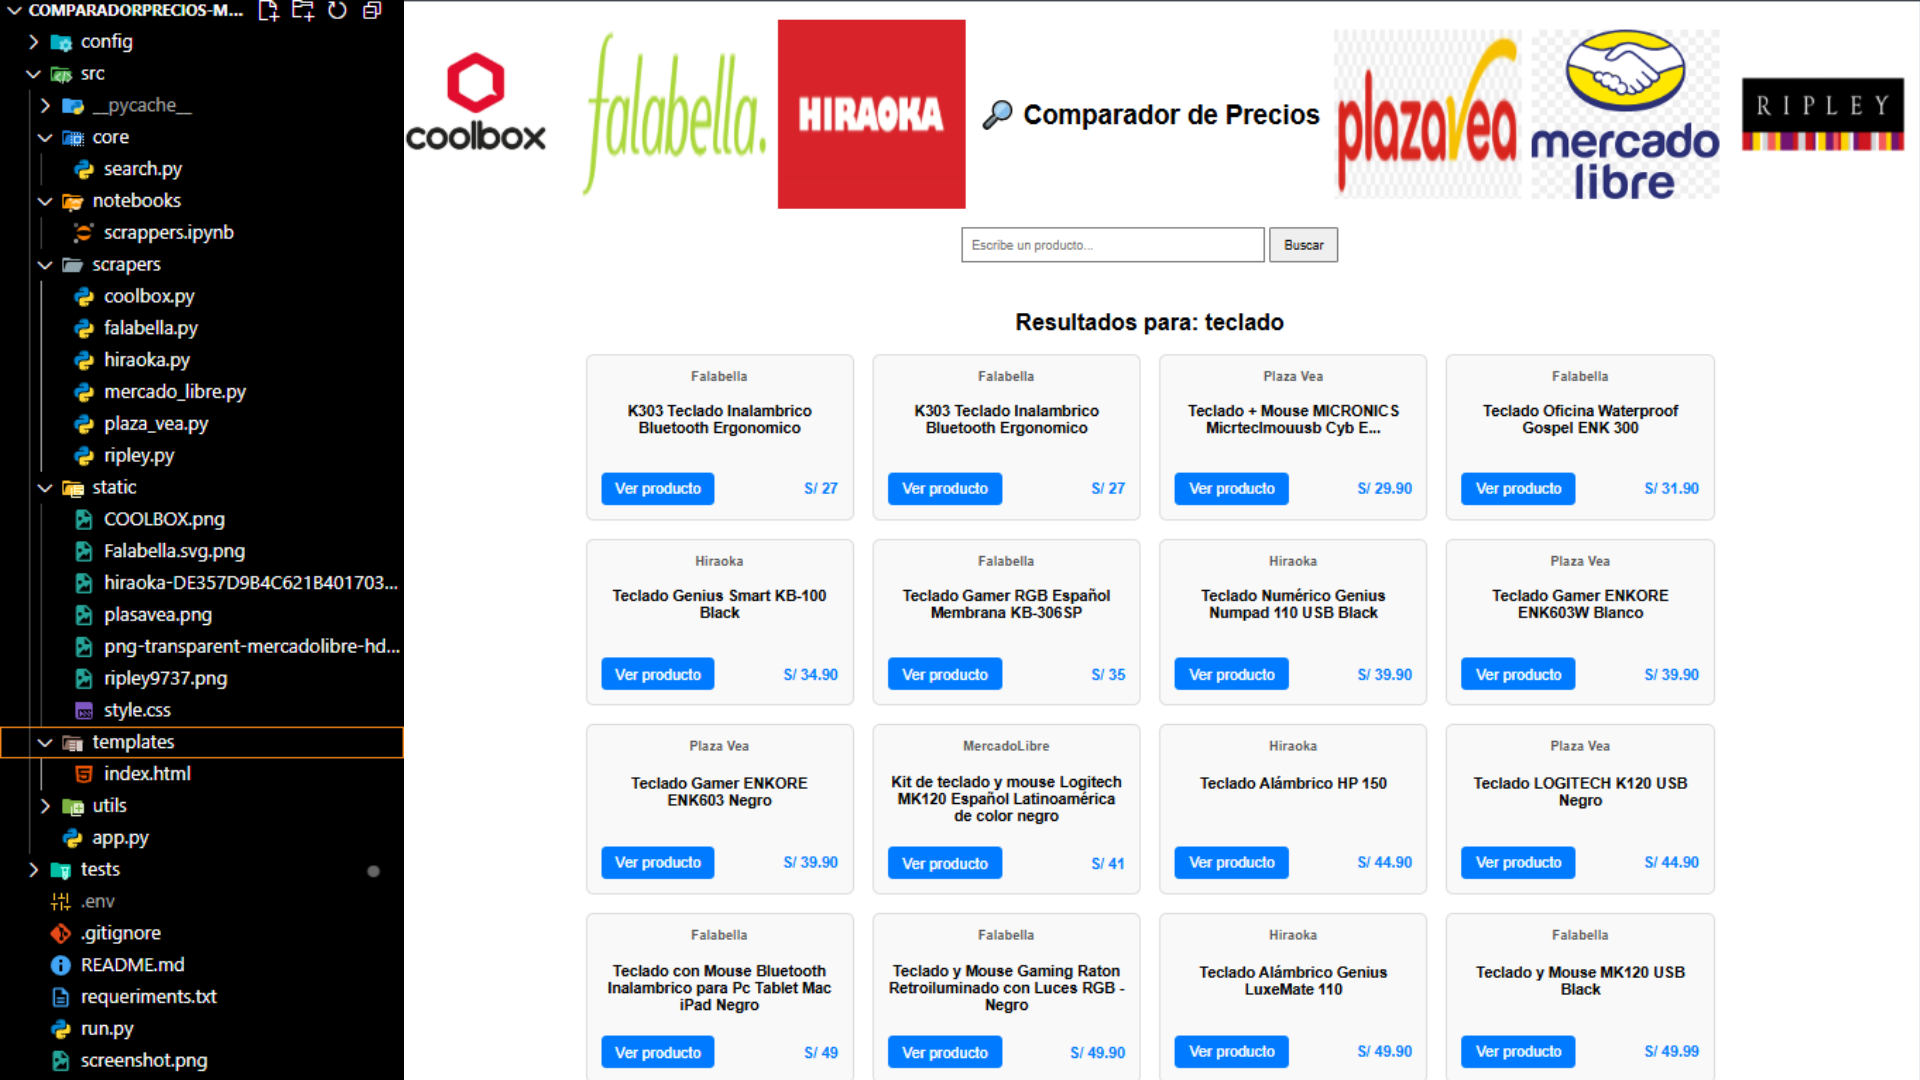 COMPARADORPRECIOS-M...
config
src
__pycache__
core
search.py
notebooks
scrappers.ipynb
scrapers
coolbox.py
falabella.py
hiraoka.py
mercado_libre.py
plaza_vea.py
ripley.py
static
COOLBOX.png
Falabella.svg.png
hiraoka-DE357D9B4C621B401703...
plasavea.png
png-transparent-mercadolibre-hd...
ripley9737.png
style.css
templates
index.html
utils
app.py
tests
.env
.gitignore
README.md
requeriments.txt
run.py
screenshot.png
coolbox
falabella.
HIRAOKA
Comparador de Precios
plazavea
mercado
libre
RIPLEY
Escribe un producto...
Buscar
Resultados para: teclado
Falabella
K303 Teclado Inalambrico
Bluetooth Ergonomico
Ver producto
S/ 27
Falabella
K303 Teclado Inalambrico
Bluetooth Ergonomico
Ver producto
S/ 27
Plaza Vea
Teclado + Mouse MICRONICS
Micrteclmouusb Cyb E...
Ver producto
S/ 29.90
Falabella
Teclado Oficina Waterproof
Gospel ENK 300
Ver producto
S/ 31.90
Hiraoka
Teclado Genius Smart KB-100
Black
Ver producto
S/ 34.90
Falabella
Teclado Gamer RGB Español
Membrana KB-306SP
Ver producto
S/ 35
Hiraoka
Teclado Numérico Genius
Numpad 110 USB Black
Ver producto
S/ 39.90
Plaza Vea
Teclado Gamer ENKORE
ENK603W Blanco
Ver producto
S/ 39.90
Plaza Vea
Teclado Gamer ENKORE
ENK603 Negro
Ver producto
S/ 39.90
MercadoLibre
Kit de teclado y mouse Logitech
MK120 Español Latinoamérica
de color negro
Ver producto
S/ 41
Hiraoka
Teclado Alámbrico HP 150
Ver producto
S/ 44.90
Plaza Vea
Teclado LOGITECH K120 USB
Negro
Ver producto
S/ 44.90
Falabella
Teclado con Mouse Bluetooth
Inalambrico para Pc Tablet Mac
iPad Negro
Ver producto
S/ 49
Falabella
Teclado y Mouse Gaming Raton
Retroiluminado con Luces RGB -
Negro
Ver producto
S/ 49.90
Hiraoka
Teclado Alámbrico Genius
LuxeMate 110
Ver producto
S/ 49.90
Falabella
Teclado y Mouse MK120 USB
Black
Ver producto
S/ 49.99